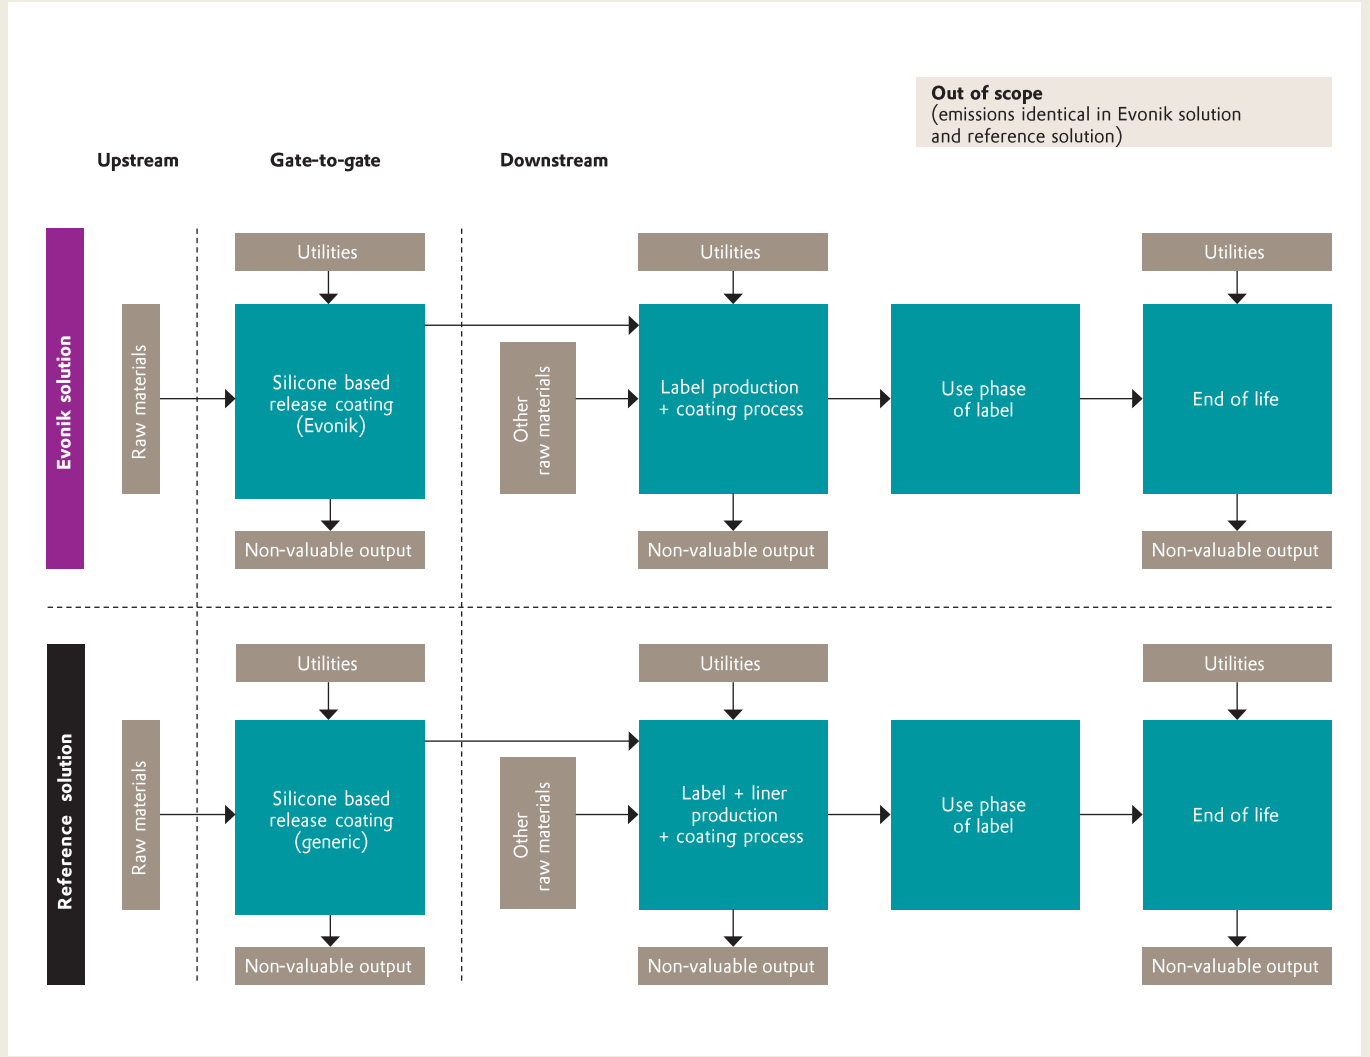 Out of scope
(emissions identical in Evonik solution
and reference solution)
Upstream
Gate-to-gate
Downstream
Evonik solution
Raw materials
Utilities
Silicone based
release coating
(Evonik)
Non-valuable output
Other
raw materials
Utilities
Label production
+ coating process
Non-valuable output
Use phase
of label
Utilities
End of life
Non-valuable output
Reference solution
Raw materials
Utilities
Silicone based
release coating
(generic)
Non-valuable output
Other
raw materials
Utilities
Label + liner
production
+ coating process
Non-valuable output
Use phase
of label
Utilities
End of life
Non-valuable output